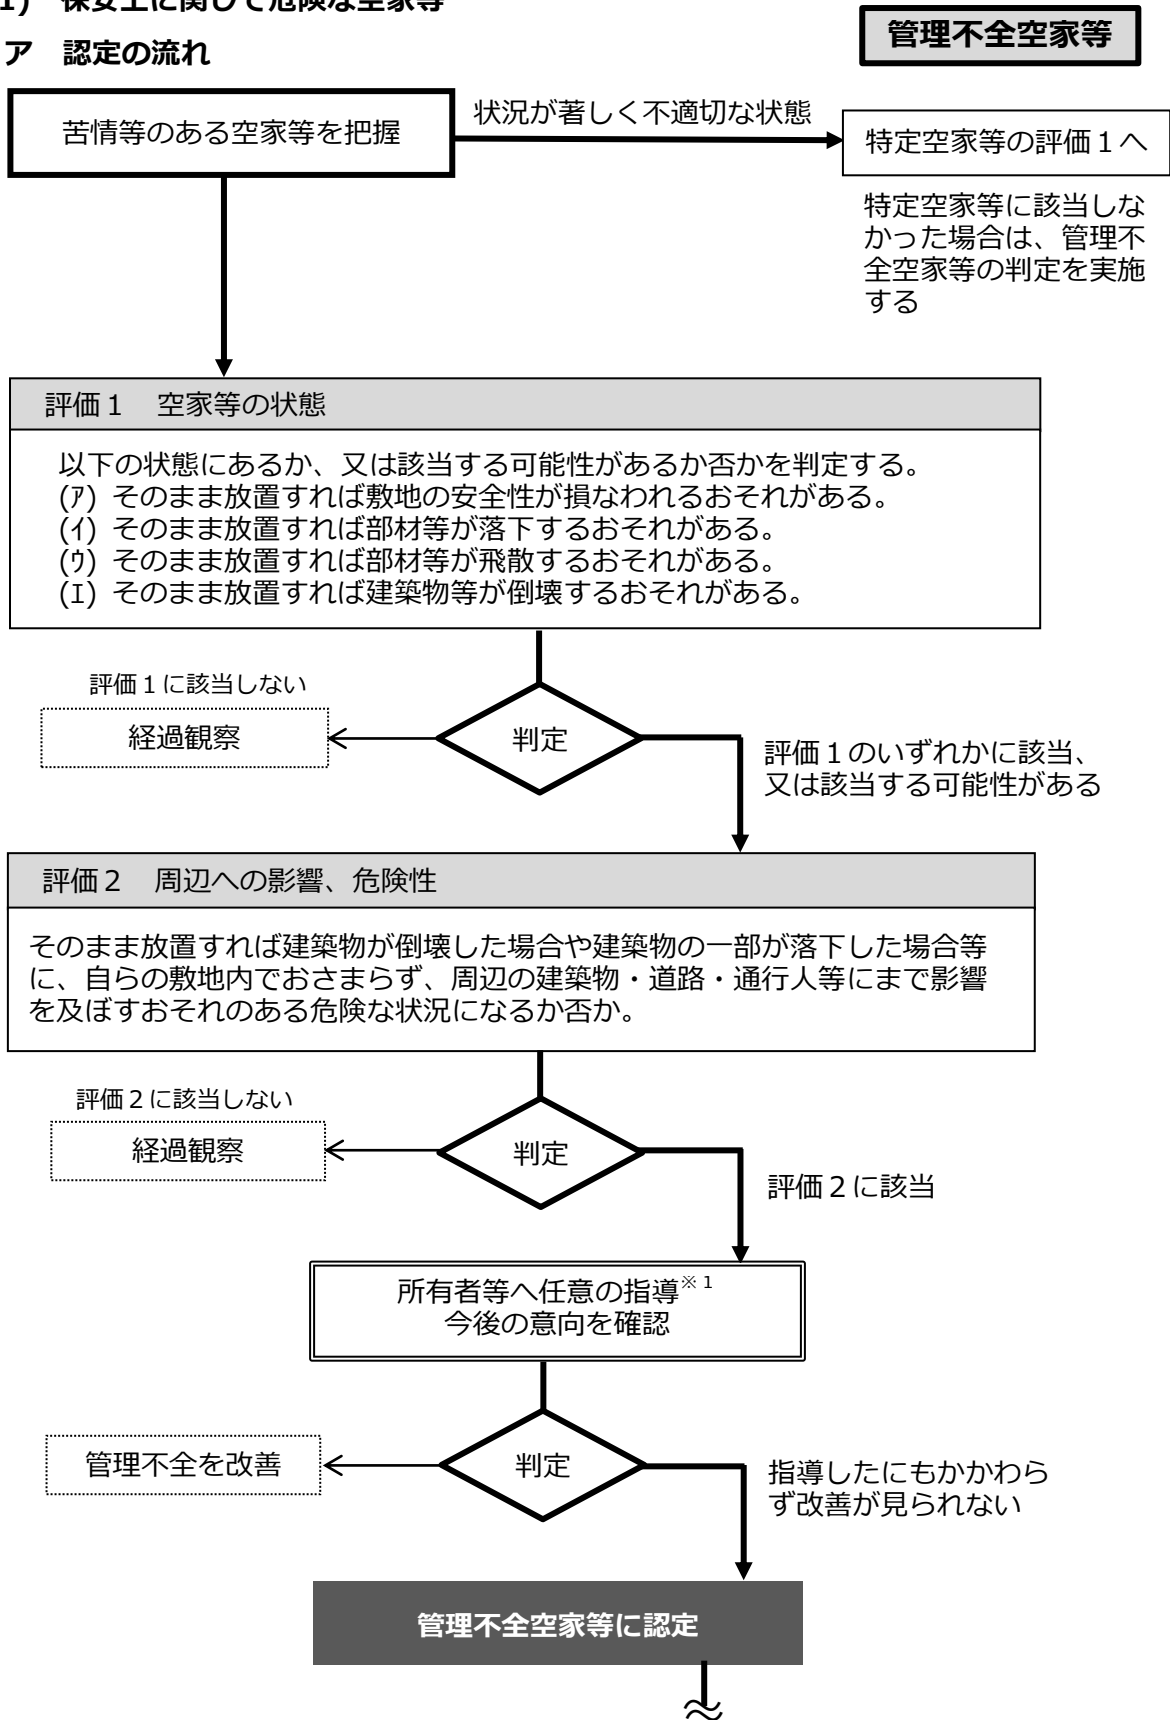 1) 保安上に関して危険な空家等
管理不全空家等
ア 認定の流れ
苦情等のある空家等を把握
状況が著しく不適切な状態
特定空家等の評価１へ
特定空家等に該当しな
かった場合は、管理不
全空家等の判定を実施
する
評価１ 空家等の状態
以下の状態にあるか、又は該当する可能性があるか否かを判定する。
(ｱ) そのまま放置すれば敷地の安全性が損なわれるおそれがある。
(ｲ) そのまま放置すれば部材等が落下するおそれがある。
(ｳ) そのまま放置すれば部材等が飛散するおそれがある。
(ｴ) そのまま放置すれば建築物等が倒壊するおそれがある。
評価１に該当しない
経過観察
判定
評価１のいずれかに該当、
又は該当する可能性がある
評価２ 周辺への影響、危険性
そのまま放置すれば建築物が倒壊した場合や建築物の一部が落下した場合等
に、自らの敷地内でおさまらず、周辺の建築物・道路・通行人等にまで影響
を及ぼすおそれのある危険な状況になるか否か。
評価２に該当しない
経過観察
判定
評価２に該当
所有者等へ任意の指導※１
今後の意向を確認
管理不全を改善
判定
指導したにもかかわら
ず改善が見られない
管理不全空家等に認定